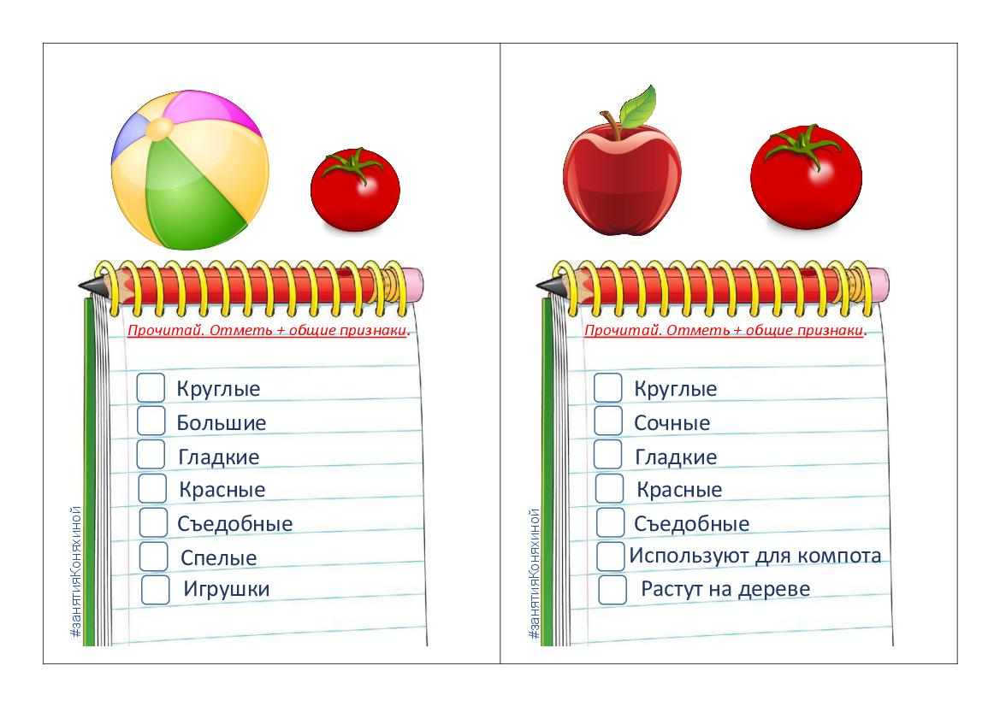 Прочитай. Отметь + общие признаки.
Круглые
Большие
Гладкие
Красные
Съедобные
Спелые
Игрушки
#занятияКоняхиной
Прочитай. Отметь + общие признаки.
Круглые
Сочные
Гладкие
Красные
Съедобные
Используют для компота
Растут на дереве
#занятияКоняхиной